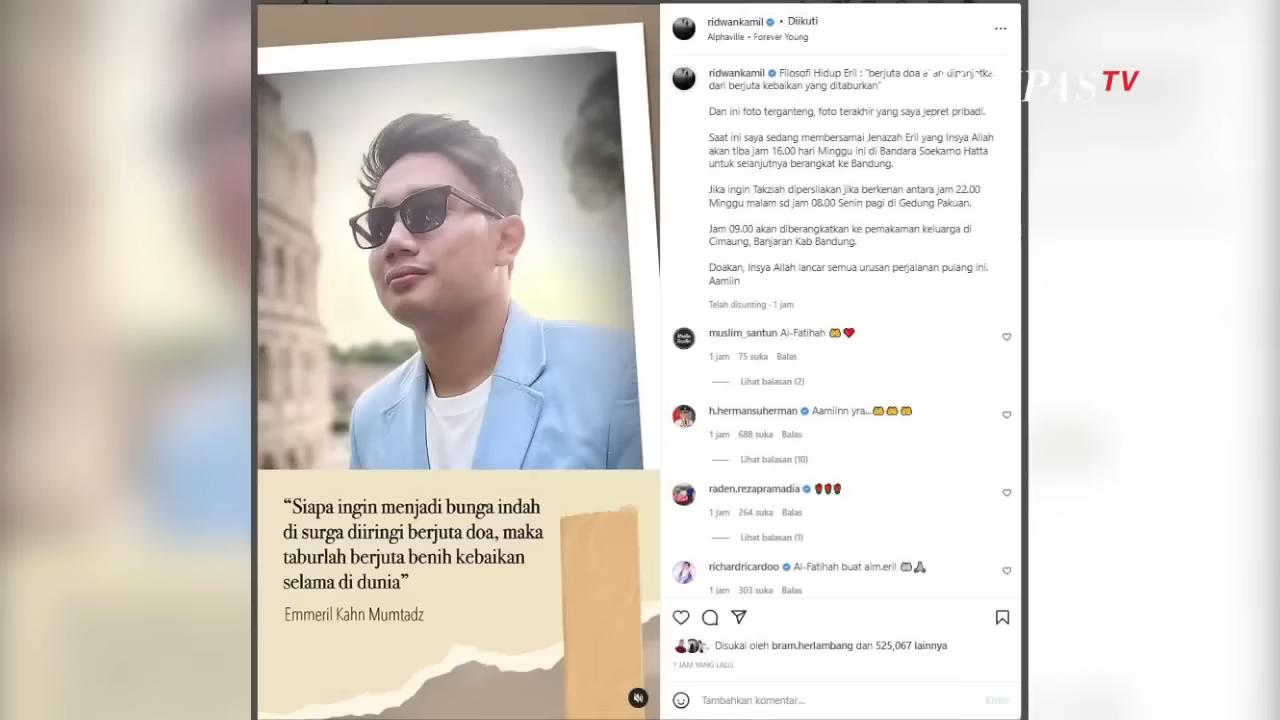 ridwankamil • Diikuti
Alphaville • Forever Young
ridwankamil Filosofi Hidup Eril : "berjuta doa
dari berjuta kebaikan yang ditaburkan"
Dan ini foto terganteng, foto terakhir yang saya jepret pribadi.
Saat ini saya sedang membersamai Jenazah Eril yang Insya Allah
akan tiba jam 16.00 hari Minggu ini di Bandara Soekarno Hatta
untuk selanjutnya berangkat ke Bandung.
Jika ingin Takziah dipersilakan jika berkenan antara jam 22.00
Minggu malam sd jam 08.00 Senin pagi di Gedung Pakuan.
Jam 09.00 akan diberangkatkan ke pemakaman keluarga di
Cimaung, Banjaran Kab Bandung.
Doakan, Insya Allah lancar semua urusan perjalanan pulang ini.
Aamiin
Telah disunting · 1 jam
muslim_santun Al-Fatihah 🤲❤️
1 jam 75 suka Balas
Lihat balasan (2)
h.hermansuherman Aamiinn yra...🤲🤲🤲
1 jam 688 suka Balas
Lihat balasan (10)
raden.rezapramadia 🌹🌹🌹
1 jam 264 suka Balas
Lihat balasan (1)
richardricardoo Al-Fatihah buat alm.eril 🤲🙏
1 jam 303 suka Balas
Disukai oleh bram.herlambang dan 525,067 lainnya
1 JAM YANG LALU
Tambahkan komentar...
Kirim
"Siapa ingin menjadi bunga indah
di surga diiringi berjuta doa, maka
taburlah berjuta benih kebaikan
selama di dunia"
Emmeril Kahn Mumtadz
TV